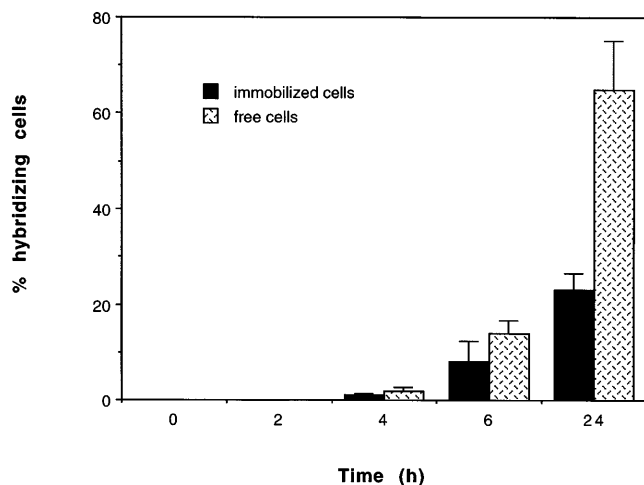 80
60
40
20
0
% hybridizing cells
immobilized cells
free cells
0 2 4 6 24
Time (h)